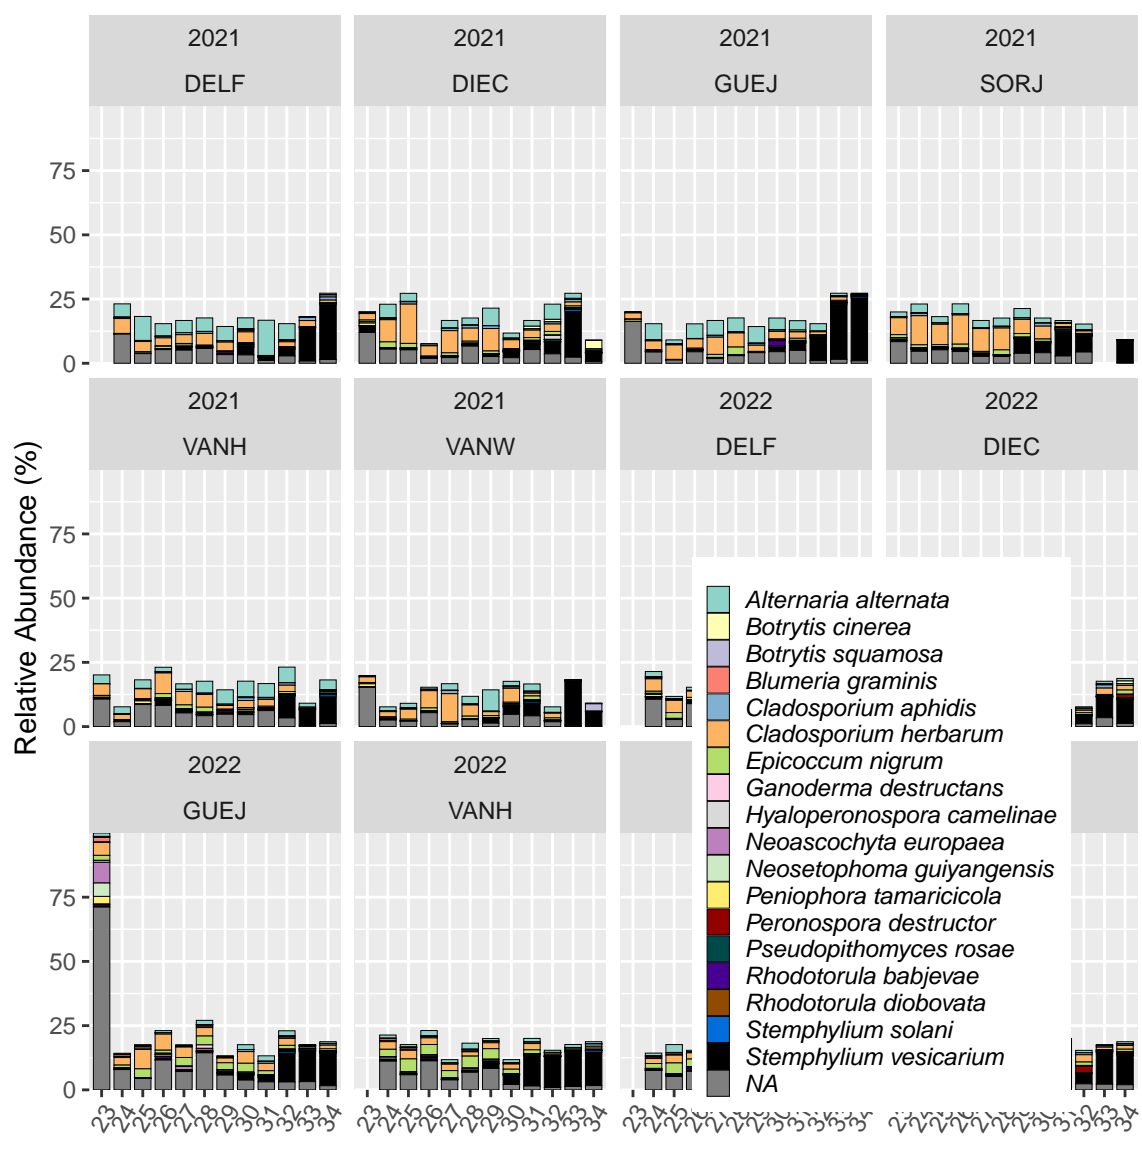 2021 2021 2021 2021
DELF DIEC GUEJ SORJ
75
50
25
0
2021 2021 2022 2022
VANH VANW DELF DIEC
75
50
25
0
2022 2022
GUEJ VANH
75
50
25
0
Relative Abundance (%)
Alternaria alternata
Botrytis cinerea
Botrytis squamosa
Blumeria graminis
Cladosporium aphidis
Cladosporium herbarum
Epicoccum nigrum
Ganoderma destructans
Hyaloperonospora camelinae
Neoascochyta europaea
Neosetophoma guiyangensis
Peniophora tamaricicola
Peronospora destructor
Pseudopithomyces rosae
Rhodotorula babjevae
Rhodotorula diobovata
Stemphylium solani
Stemphylium vesicarium
NA
23 24 25 26 27 28 29 30 31 32 33 34 23 24 25 26 27 28 29 30 31 32 33 34 23 24 25 32 33 34